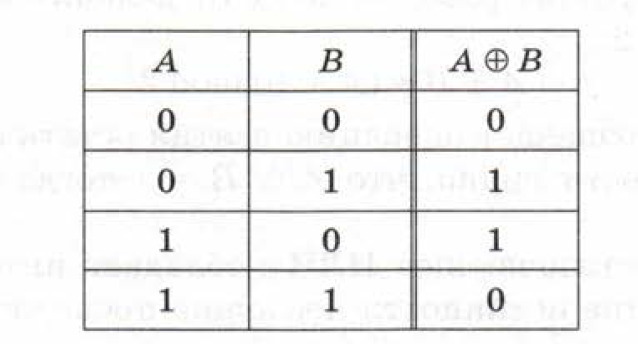 A B A ⊕ B
0 0 0
0 1 1
1 0 1
1 1 0